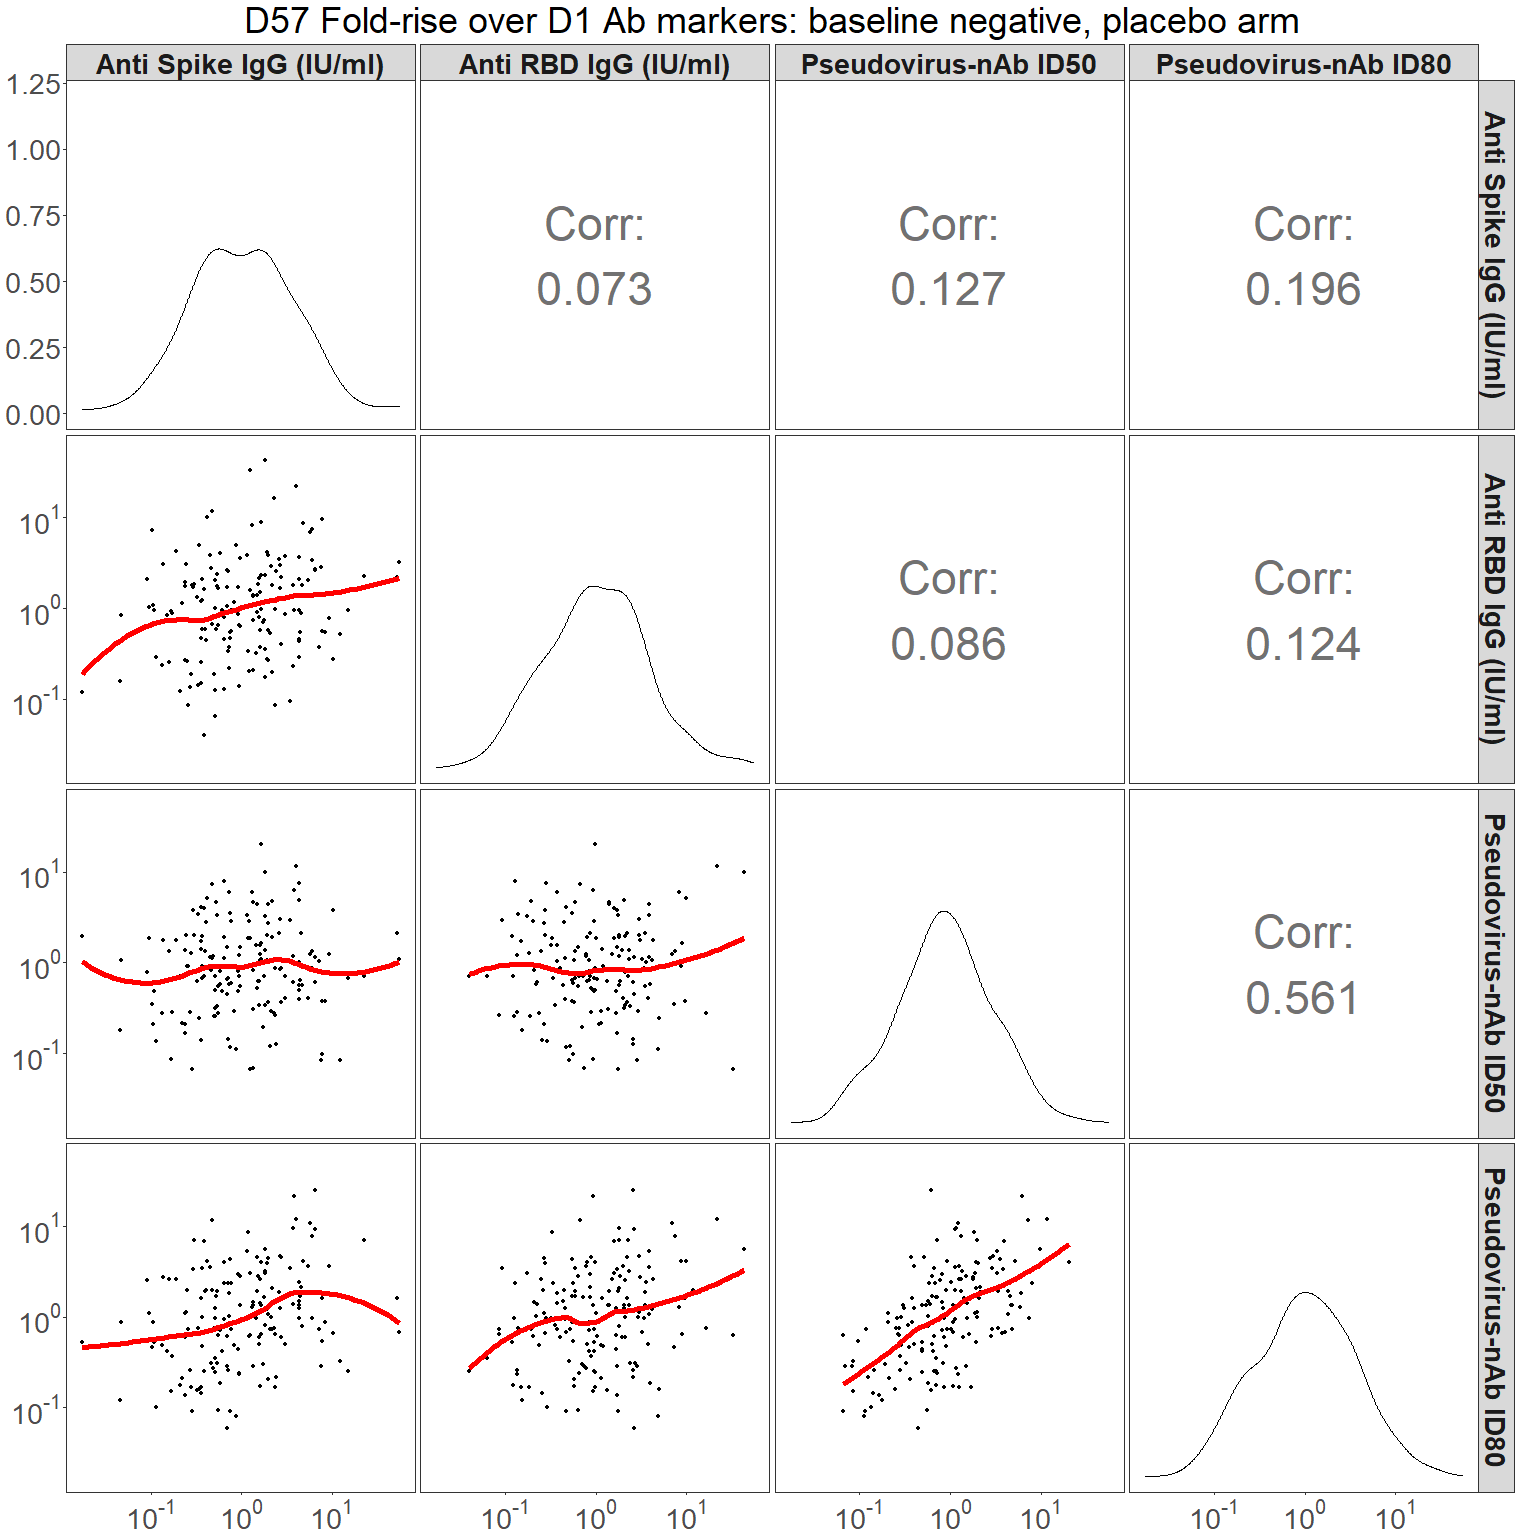 D57 Fold-rise over D1 Ab markers: baseline negative, placebo arm
Anti Spike IgG (IU/ml)
Anti RBD IgG (IU/ml)
Pseudovirus-nAb ID50
Pseudovirus-nAb ID80
1.25
1.00
0.75
0.50
0.25
0.00
Corr:
0.073
Corr:
0.127
Corr:
0.196
Anti Spike IgG (IU/ml)
10^1
10^0
10^-1
Corr:
0.086
Corr:
0.124
Anti RBD IgG (IU/ml)
10^1
10^0
10^-1
Corr:
0.561
Pseudovirus-nAb ID50
10^1
10^0
10^-1
Pseudovirus-nAb ID80
10^-1 10^0 10^1
10^-1 10^0 10^1
10^-1 10^0 10^1
10^-1 10^0 10^1